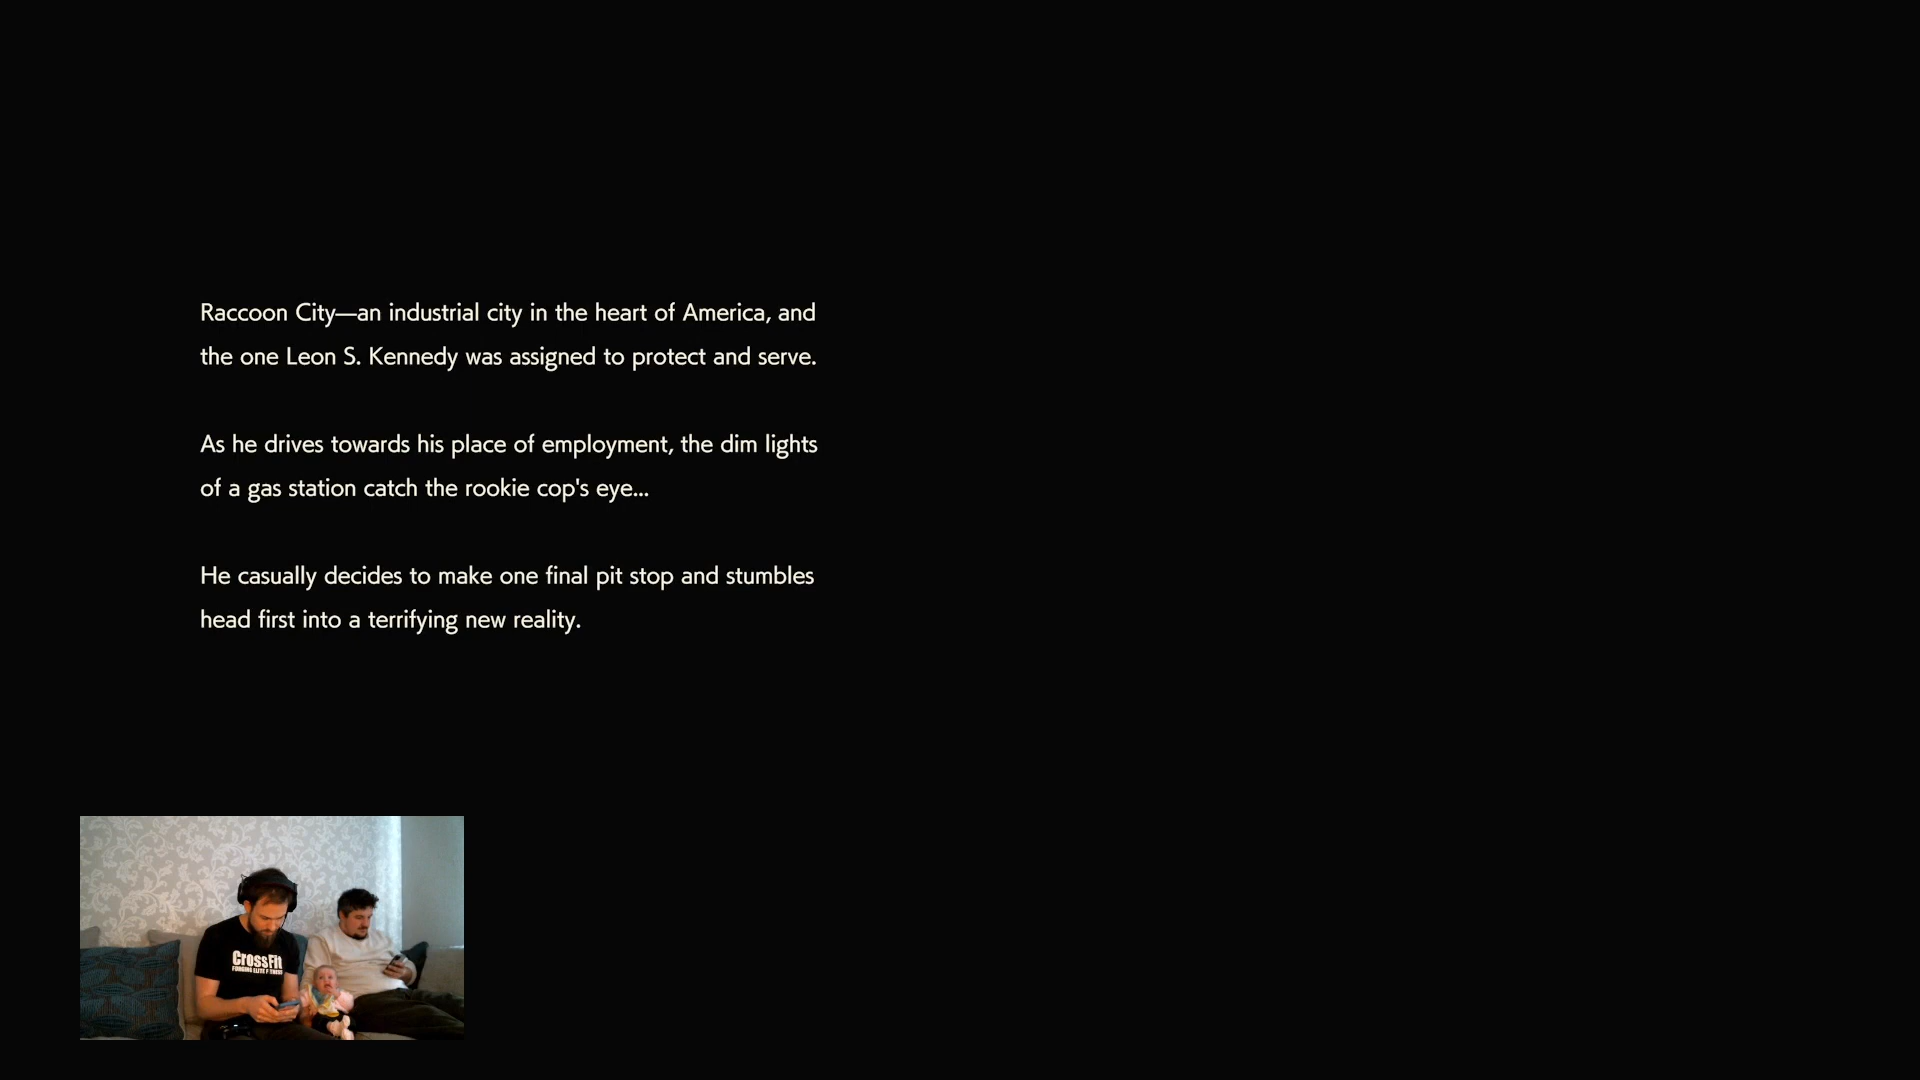 Raccoon City—an industrial city in the heart of America, and
the one Leon S. Kennedy was assigned to protect and serve.
As he drives towards his place of employment, the dim lights
of a gas station catch the rookie cop's eye...
He casually decides to make one final pit stop and stumbles
head first into a terrifying new reality.
CrossFit
FORGING ELITE FITNESS